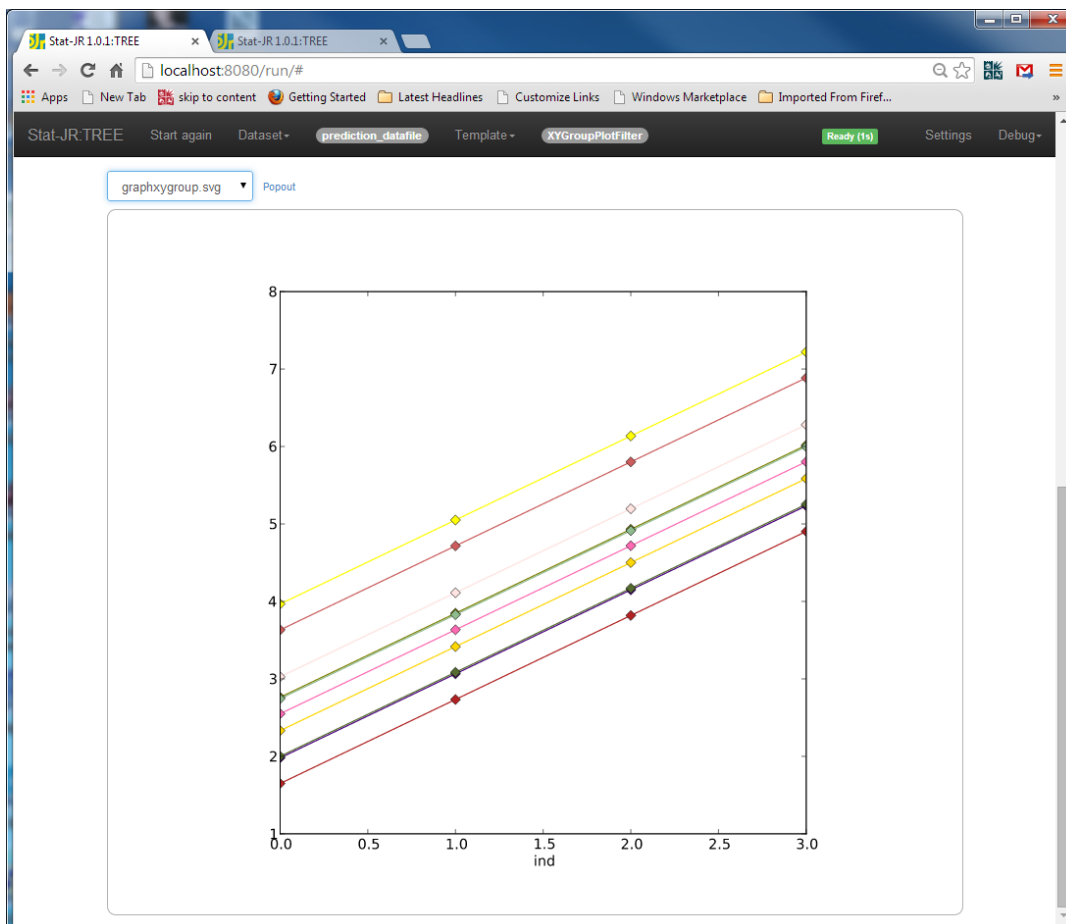 Stat-JR 1.0.1:TREE Stat-JR 1.0.1:TREE
localhost:8080/run/#
Apps New Tab skip to content Getting Started Latest Headlines Customize Links Windows Marketplace Imported From Firef... »
Stat-JR:TREE Start again Dataset prediction_datafile Template XYGroupPlotFilter Ready (1s) Settings Debug
graphxygroup.svg Popout
8
7
6
5
4
3
2
1
0.0 0.5 1.0 1.5 2.0 2.5 3.0
ind